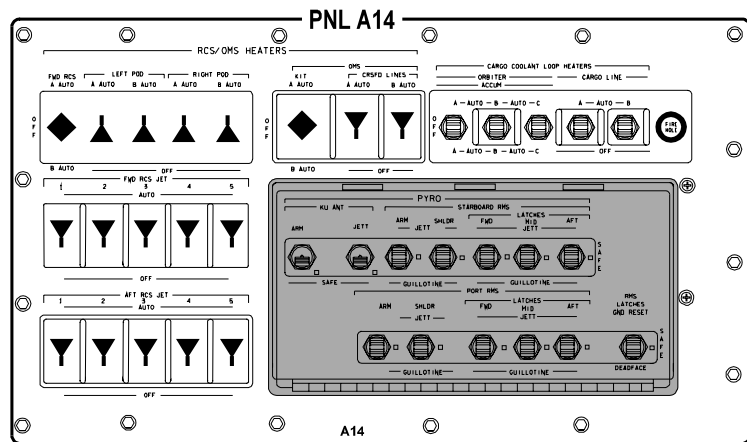 PNL A14
RCS/OMS HEATERS
FWD RCS
A AUTO
LEFT POD
A AUTO B AUTO
RIGHT POD
A AUTO B AUTO
OFF
B AUTO
OFF
OMS
KIT
A AUTO
CRSFD LINES
A AUTO B AUTO
OFF
B AUTO
OFF
CARGO COOLANT LOOP HEATERS
ORBITER
CARGO LINE
ACCUM
A – AUTO – B – AUTO – C
A – AUTO – B
OFF
A – AUTO – B – AUTO – C
OFF
FIRE
HOLE
FWD RCS JET
1 2 3 4 5
AUTO
OFF
AFT RCS JET
1 2 3 4 5
AUTO
OFF
PYRO
KU ANT
STARBOARD RMS
ARM JETT
ARM SHLDR
JETT
LATCHES
FWD MID AFT
JETT
SAFE
SAFE
GUILLOTINE
GUILLOTINE
PORT RMS
ARM SHLDR
JETT
LATCHES
FWD MID AFT
JETT
RMS
LATCHES
GND RESET
SAFE
GUILLOTINE
GUILLOTINE
DEADFACE
A14